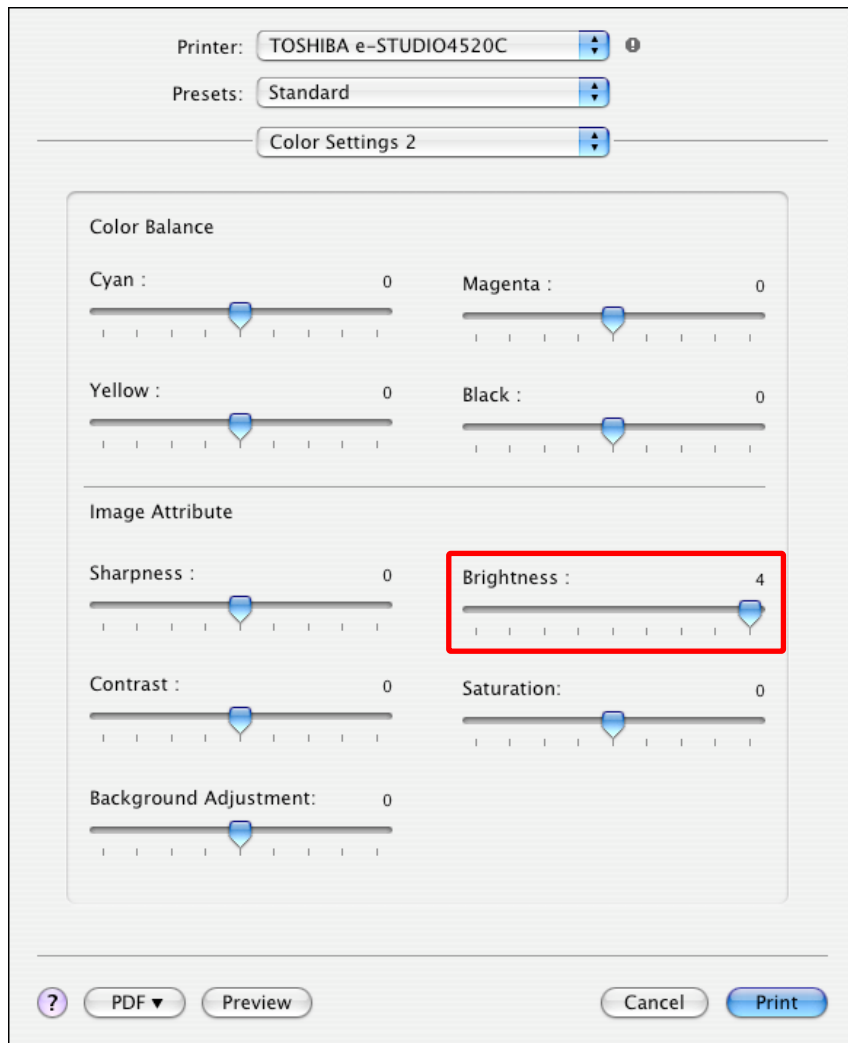 Printer: TOSHIBA e-STUDIO4520C
Presets: Standard
Color Settings 2
Color Balance
Cyan : 0
Magenta : 0
Yellow : 0
Black : 0
Image Attribute
Sharpness : 0
Brightness : 4
Contrast : 0
Saturation: 0
Background Adjustment: 0
? PDF ▼ Preview Cancel Print